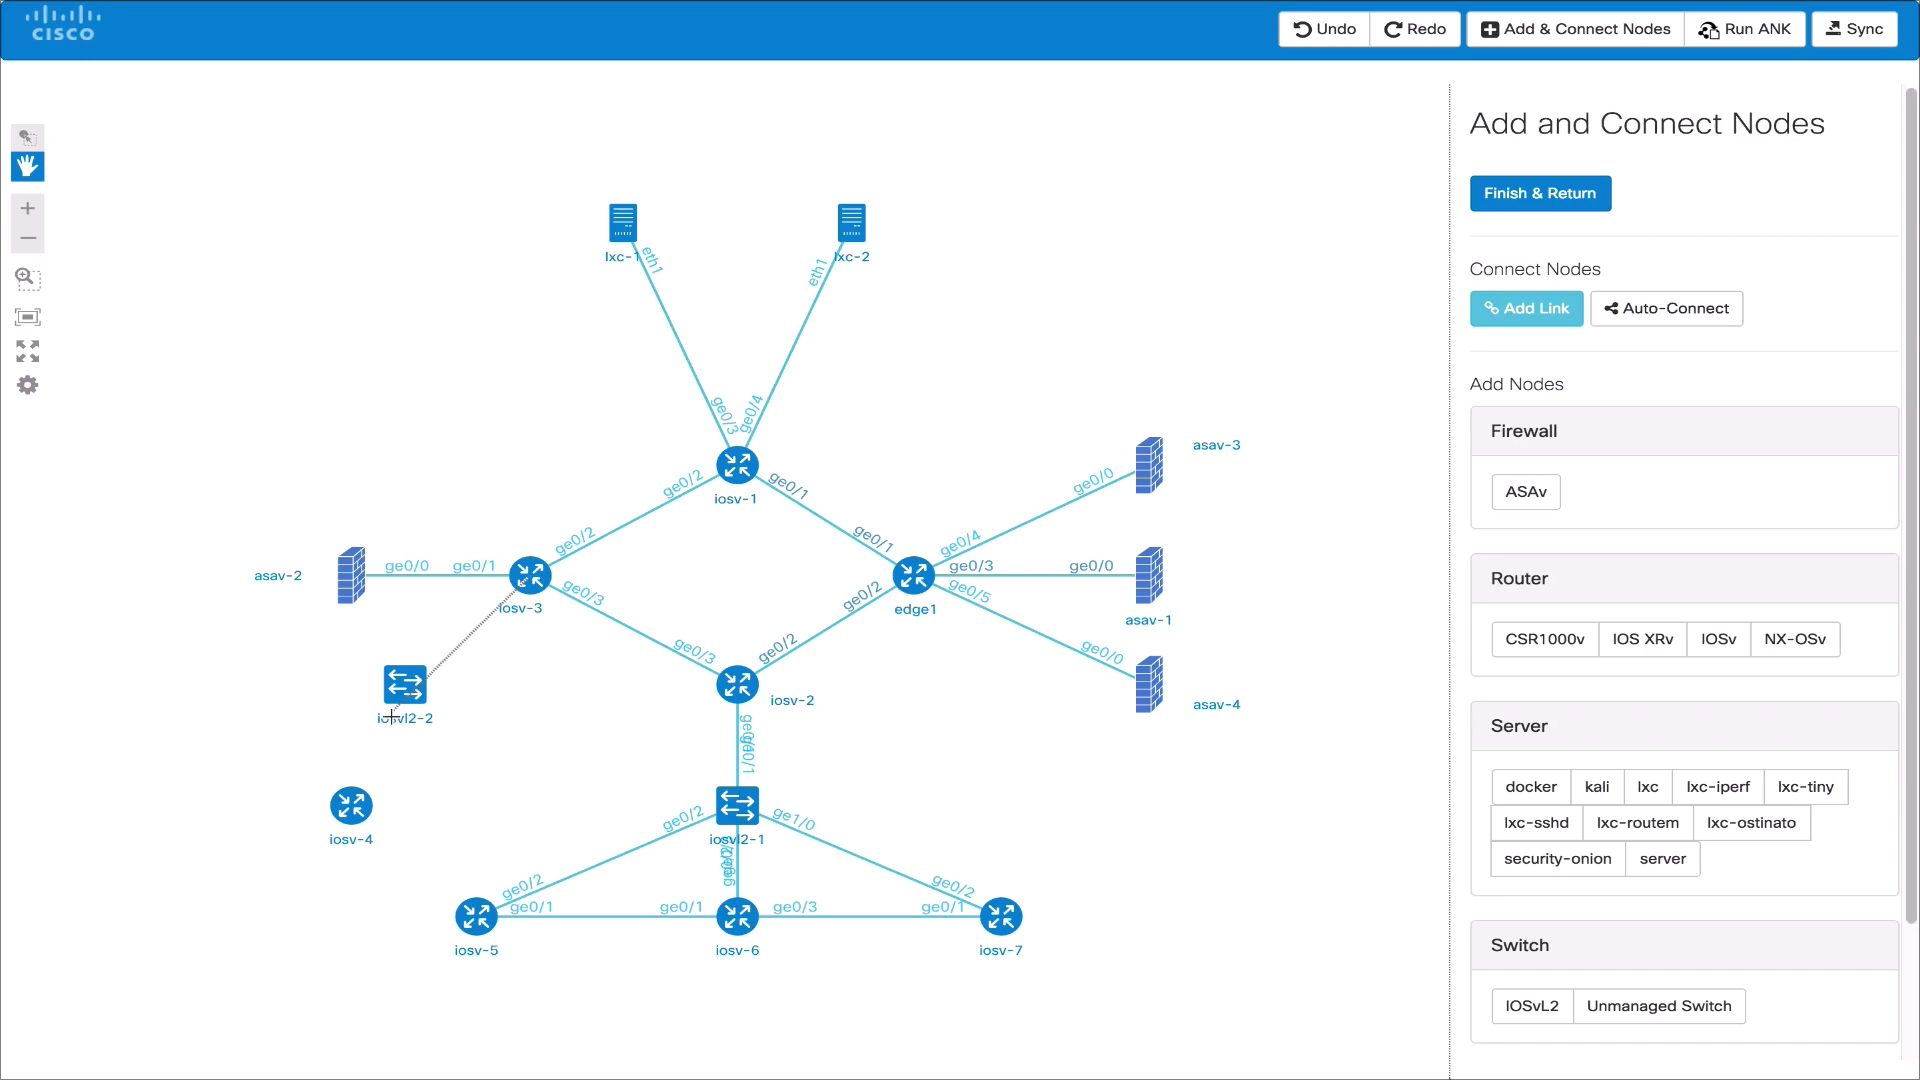 CISCO
Undo
Redo
Add & Connect Nodes
Run ANK
Sync
Add and Connect Nodes
Finish & Return
Connect Nodes
Add Link
Auto-Connect
Add Nodes
Firewall
ASAv
Router
CSR1000v
IOS XRv
IOSv
NX-OSv
Server
docker
kali
lxc
lxc-iperf
lxc-tiny
lxc-sshd
lxc-routem
lxc-ostinato
security-onion
server
Switch
IOSvL2
Unmanaged Switch
lxc-1
eth1
eth1
lxc-2
ge0/3
ge0/4
iosv-1
ge0/2
ge0/1
asav-3
ge0/0
ge0/2
ge0/1
ge0/4
asav-2
ge0/0
ge0/1
iosv-3
ge0/3
ge0/2
edge1
ge0/3
ge0/0
ge0/5
asav-1
ge0/3
ge0/2
ge0/0
iosv-2
asav-4
iosvl2-2
iosv-4
ge0/2
iosvl2-1
ge1/0
ge0/2
ge0/1
ge0/1
ge0/3
ge0/2
ge0/1
iosv-5
iosv-6
iosv-7